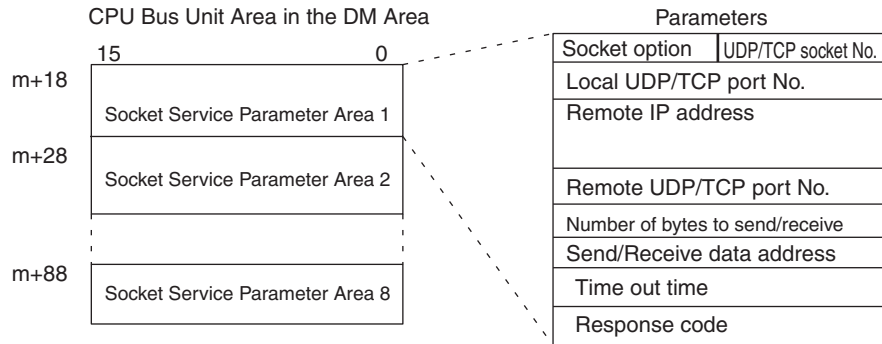 CPU Bus Unit Area in the DM Area
15 0
m+18
Socket Service Parameter Area 1
m+28
Socket Service Parameter Area 2
m+88
Socket Service Parameter Area 8
Parameters
Socket option UDP/TCP socket No.
Local UDP/TCP port No.
Remote IP address
Remote UDP/TCP port No.
Number of bytes to send/receive
Send/Receive data address
Time out time
Response code